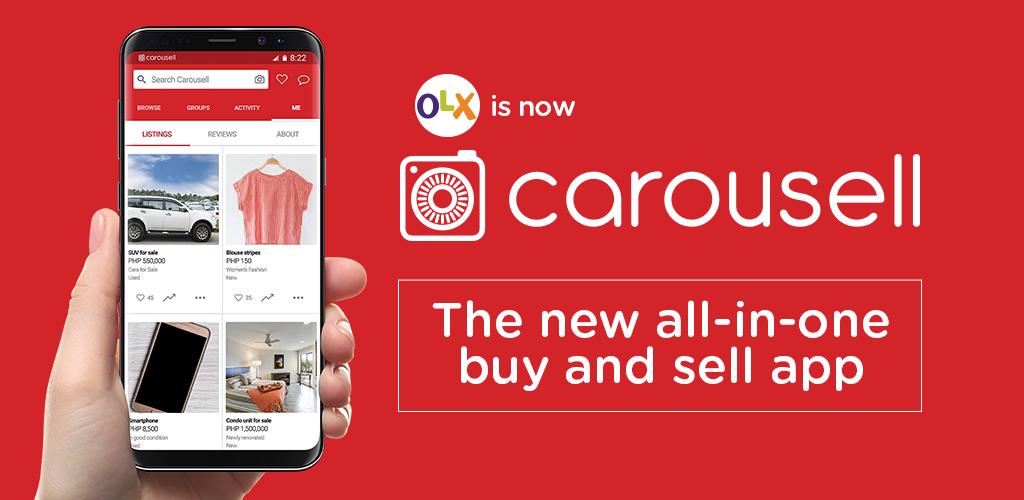 carousell
8:22
Search Carousell
BROWSE GROUPS ACTIVITY ME
LISTINGS REVIEWS ABOUT
SUV for sale
PHP 550,000
Cars for Sale
Used
45
Blouse stripes
PHP 150
Women's Fashion
New
35
Smartphone
PHP 8,500
n good condition
Condo unit for sale
PHP 1,500,000
Newly renovated
New
OLX is now
carousell
The new all-in-one
buy and sell app